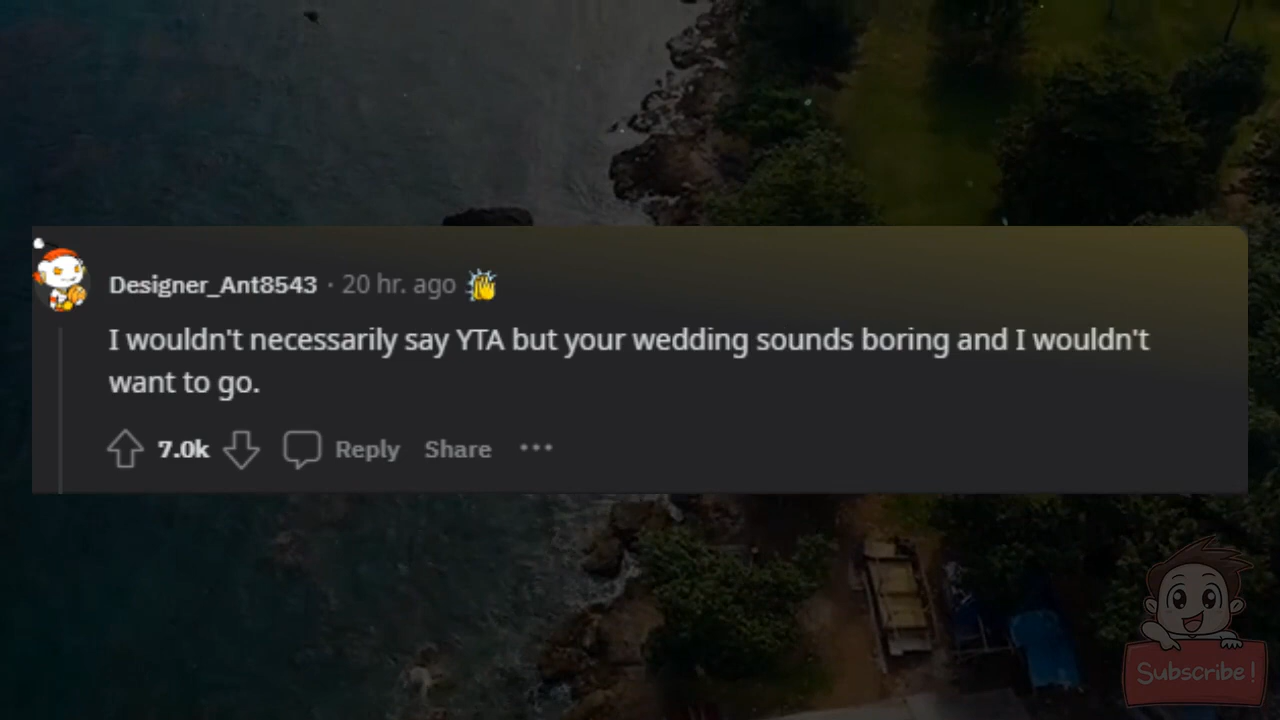 Designer_Ant8543 · 20 hr. ago
I wouldn't necessarily say YTA but your wedding sounds boring and I wouldn't
want to go.
7.0k Reply Share ···
Subscribe!